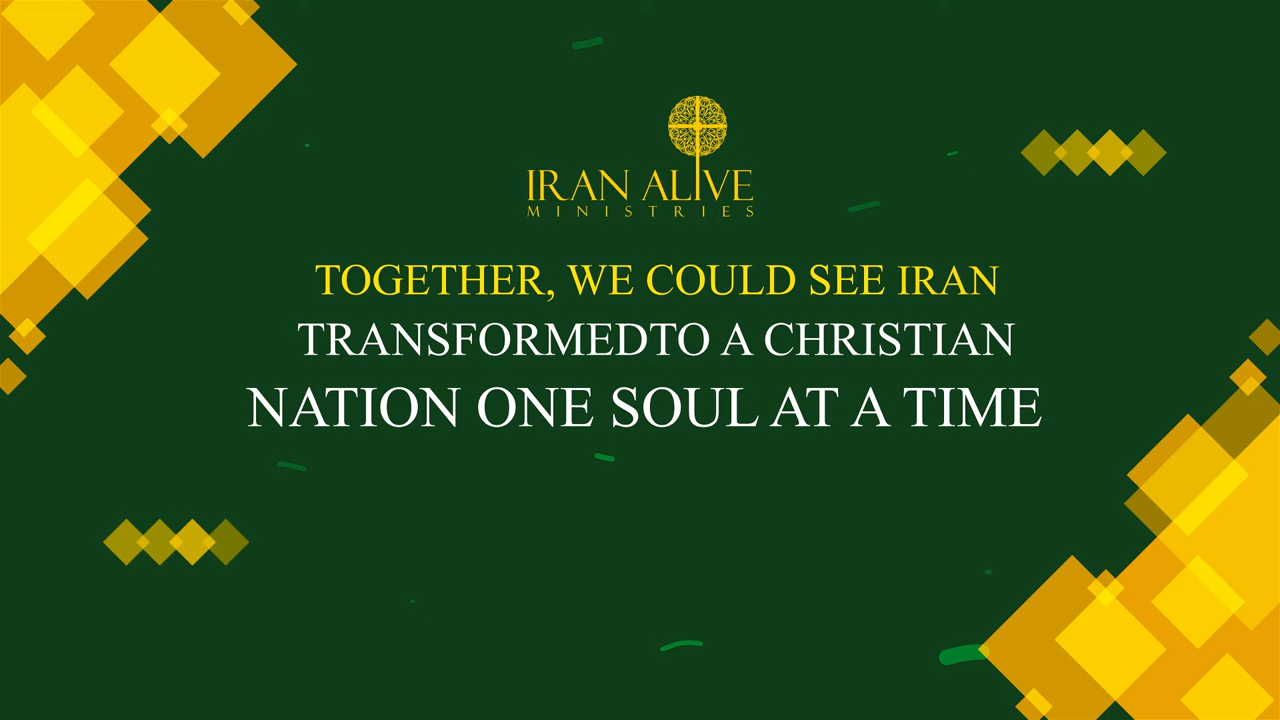 IRAN ALIVE
MINISTRIES
TOGETHER, WE COULD SEE IRAN
TRANSFORMEDTO A CHRISTIAN
NATION ONE SOUL AT A TIME